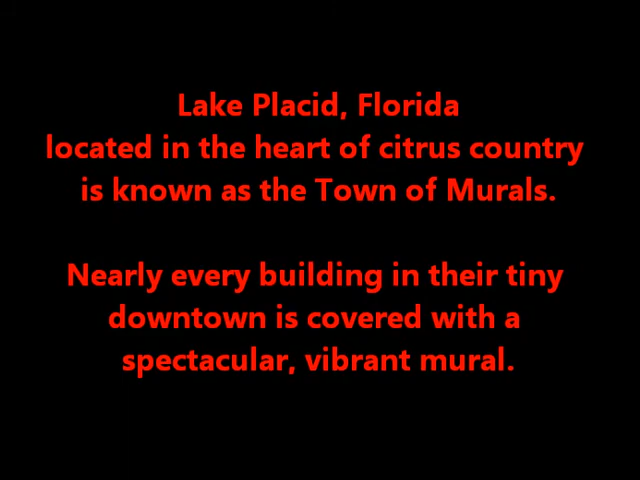 Lake Placid, Florida
located in the heart of citrus country
is known as the Town of Murals.
Nearly every building in their tiny
downtown is covered with a
spectacular, vibrant mural.